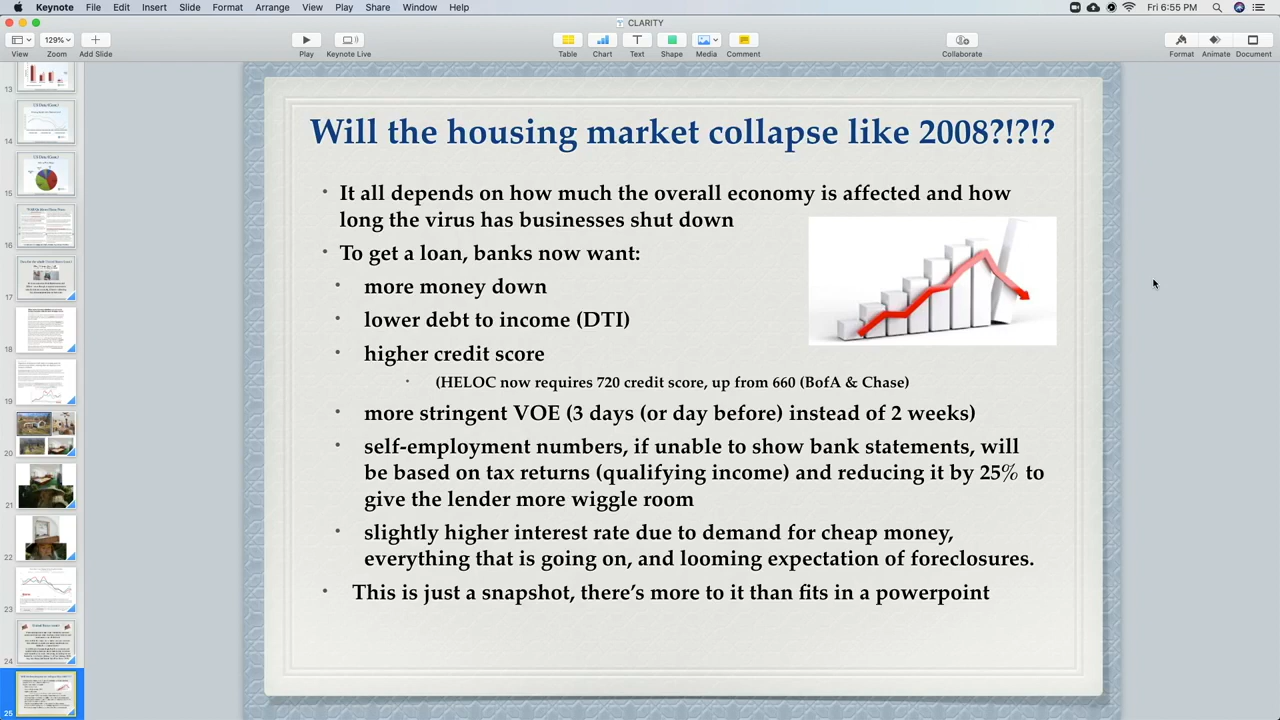 Keynote File Edit Insert Slide Format Arrange View Play Share Window Help Fri 6:55 PM
CLARITY
129%
View Zoom Add Slide Play Keynote Live Table Chart Text Shape Media Comment Collaborate Format Animate Document
13
14
15
16
17
18
19
20
21
22
23
24
25
Will the housing market collapse like 2008?!?!?
It all depends on how much the overall economy is affected and how
long the virus has businesses shut down
To get a loan, banks now want:
more money down
lower debt to income (DTI)
higher credit score
(HELOC now requires 720 credit score, up from 660 (BofA & Chase)
more stringent VOE (3 days (or day before) instead of 2 weeks)
self-employment numbers, if unable to show bank statements, will
be based on tax returns (qualifying income) and reducing it by 25% to
give the lender more wiggle room
slightly higher interest rate due to demand for cheap money,
everything that is going on, and looming expectation of foreclosures.
This is just a snapshot, there’s more to it than fits in a powerpoint